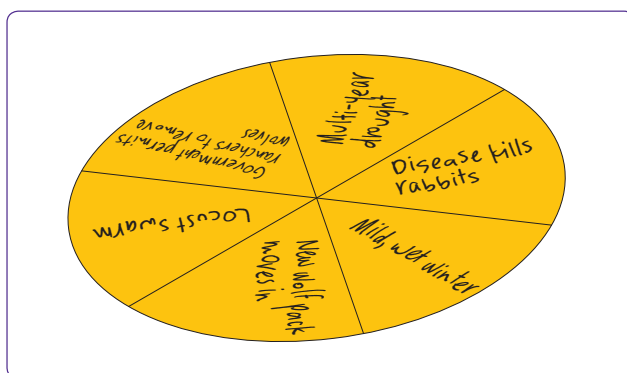 Multi-year
drought
Disease kills
rabbits
Mild, wet winter
New wolf pack
moves in
Locust swarm
Government permits
ranchers to remove
wolves